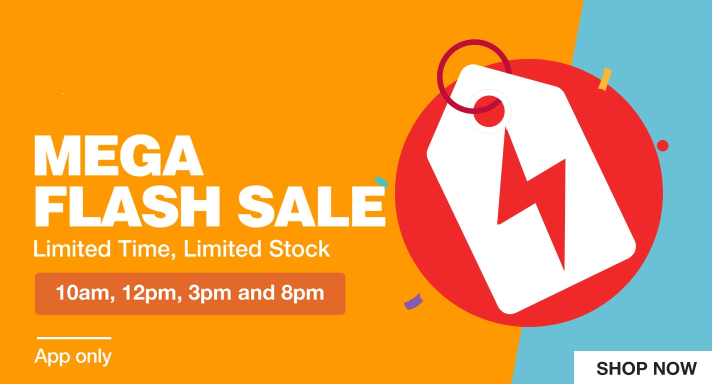 MEGA
FLASH SALE
Limited Time, Limited Stock
10am, 12pm, 3pm and 8pm
App only
SHOP NOW